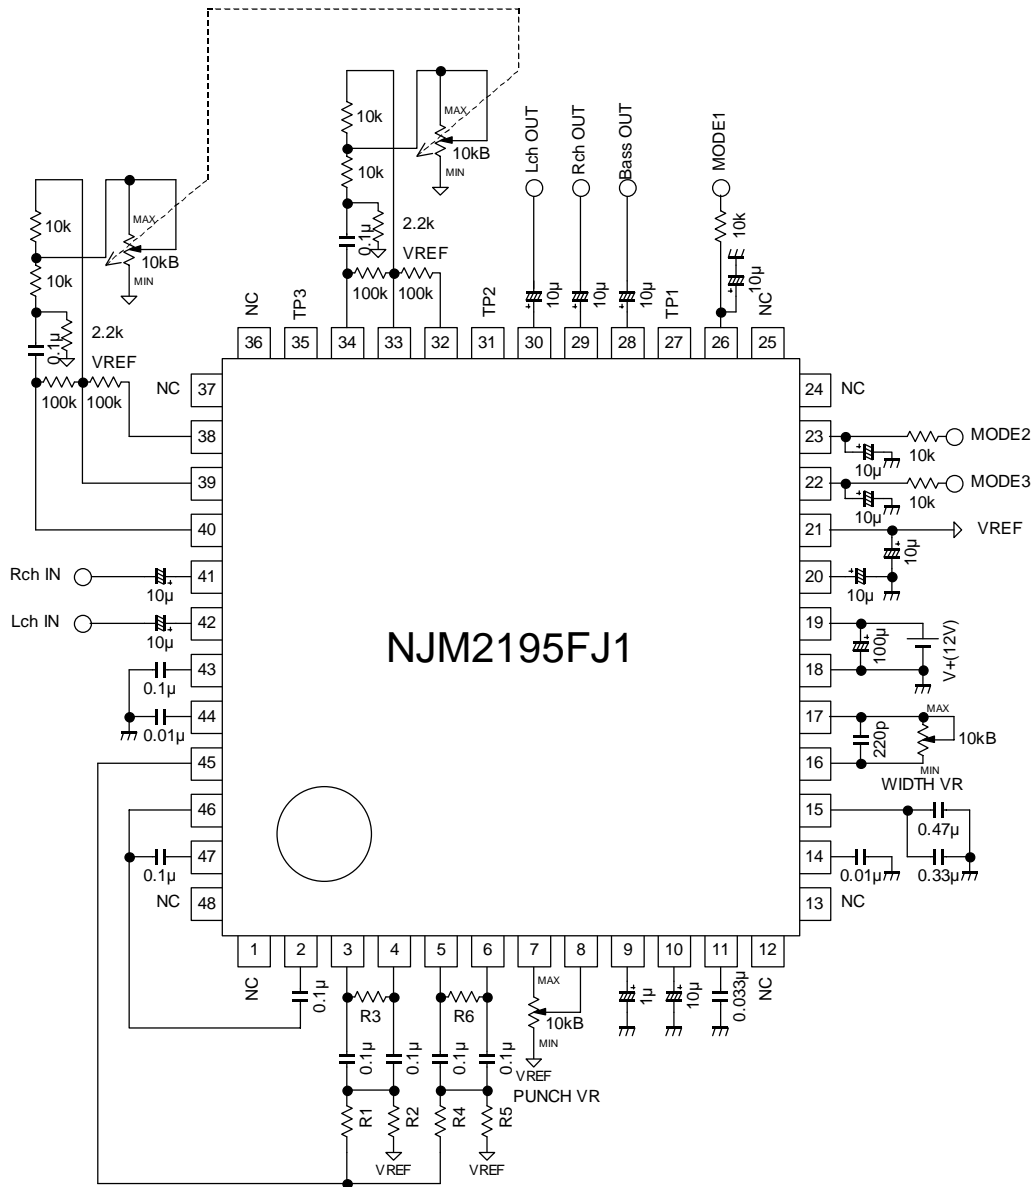 MAX
10k
10kB
MIN
10k
0.1µ
2.2k
VREF
100k
100k
Lch OUT
Rch OUT
Bass OUT
MODE1
10k
10µ
10µ
10µ
10µ
MAX
10k
10kB
MIN
10k
0.1µ
2.2k
VREF
100k
100k
NC
TP3
TP2
TP1
NC
36
35
34
33
32
31
30
29
28
27
26
25
NC
37
38
39
40
Rch IN
10µ
41
Lch IN
10µ
42
43
0.1µ
44
0.01µ
45
46
47
0.1µ
NC
48
NJM2195FJ1
24
NC
23
MODE2
10µ
10k
22
MODE3
10µ
10k
21
VREF
10µ
20
10µ
19
100µ
V+(12V)
18
17
MAX
220p
10kB
16
MIN
WIDTH VR
15
0.47µ
14
0.01µ
0.33µ
13
NC
1
2
3
4
5
6
7
8
9
10
11
12
NC
0.1µ
R3
R6
MAX
10kB
MIN
VREF
PUNCH VR
1µ
10µ
0.033µ
NC
0.1µ
0.1µ
0.1µ
0.1µ
R1
R2
R4
R5
VREF
VREF